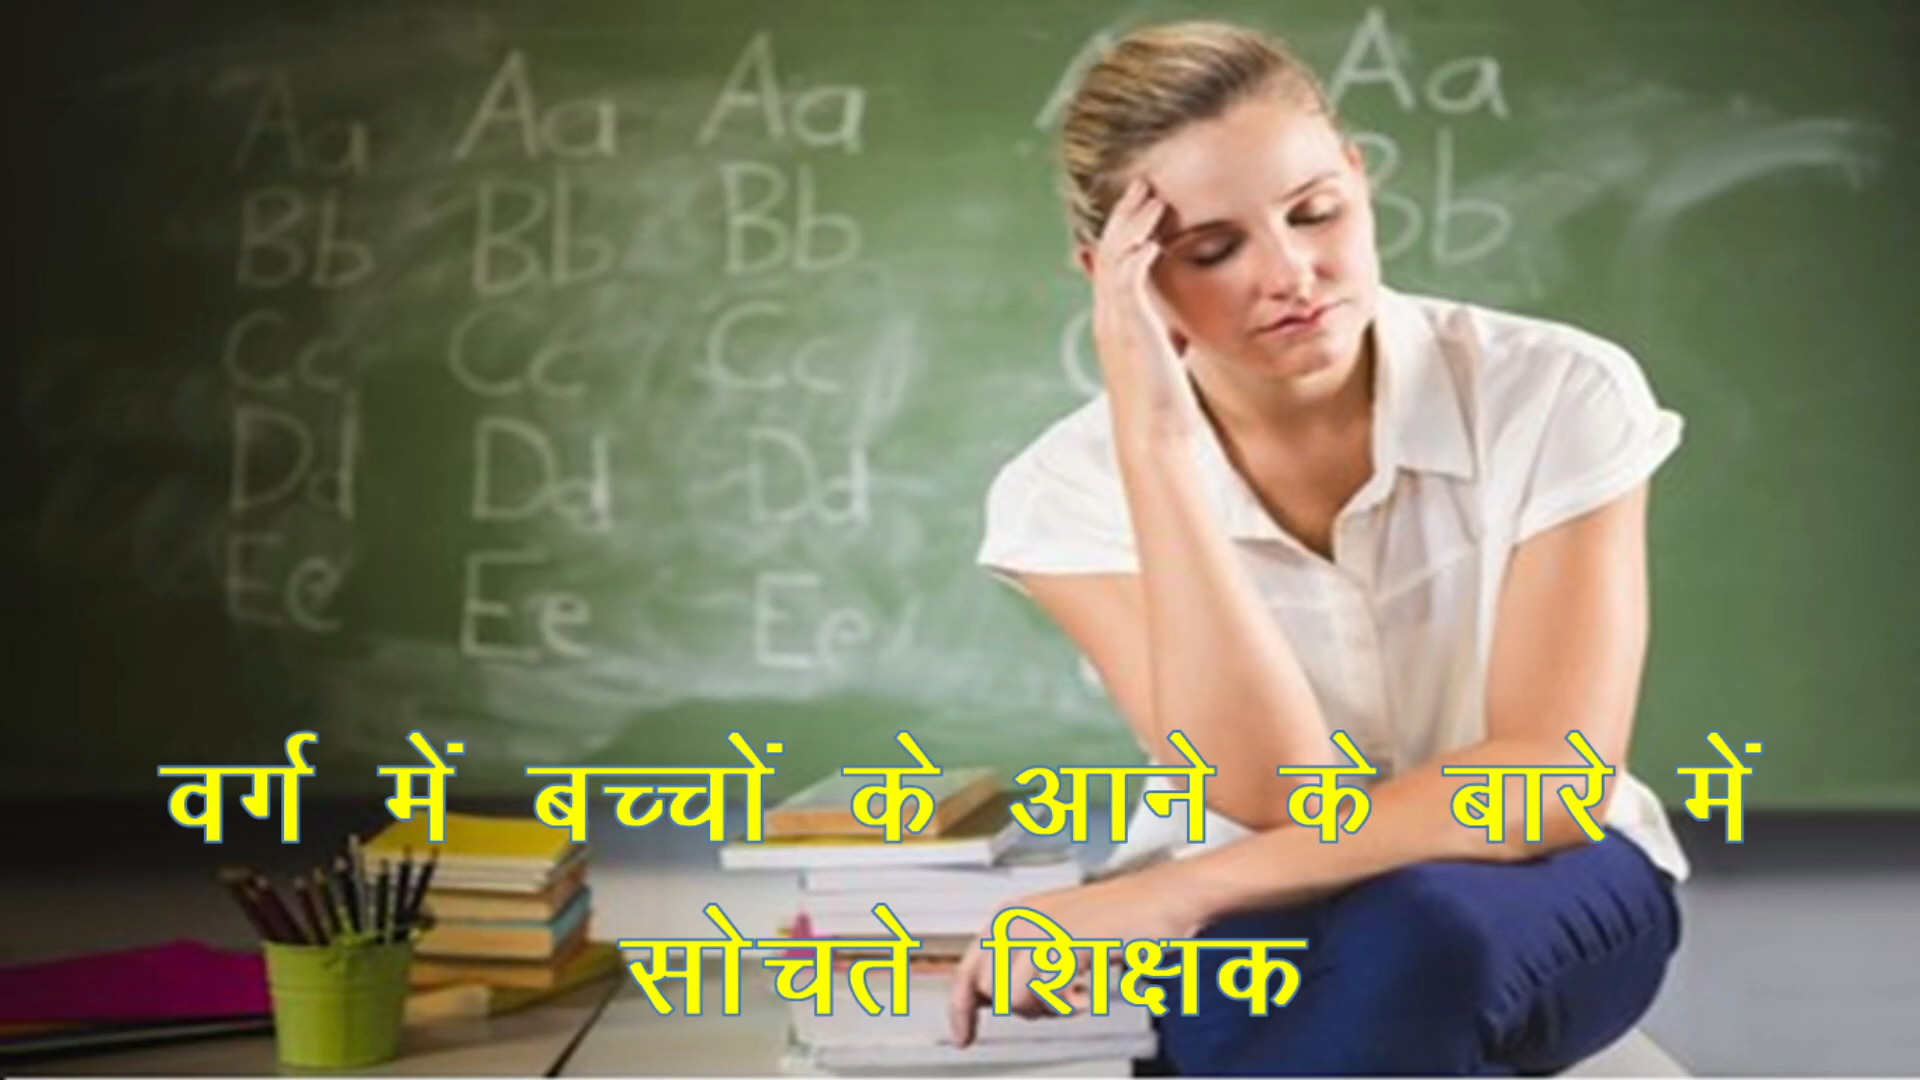 Aa Aa Aa Aa
Bb Bb Bb Bb
Cc Cc Cc
Dd Dd Dd
Ee Ee Ee
वर्ग में बच्चों के आने के बारे में
सोचते शिक्षक